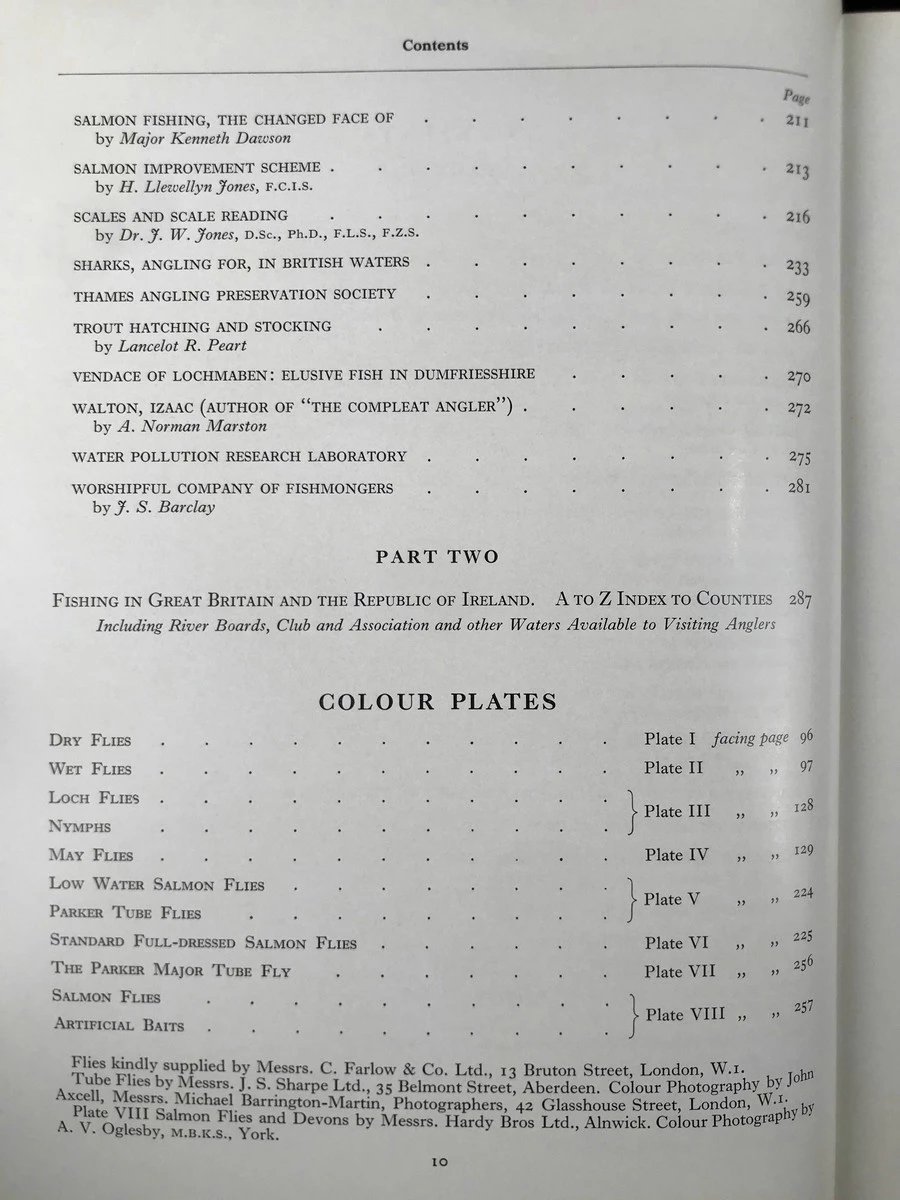 Contents
Page
SALMON FISHING, THE CHANGED FACE OF . . . . . . . . 211
by Major Kenneth Dawson
SALMON IMPROVEMENT SCHEME . . . . . . . . . . 213
by H. Llewellyn Jones, F.C.I.S.
SCALES AND SCALE READING . . . . . . . . . . 216
by Dr. J. W. Jones, D.Sc., Ph.D., F.L.S., F.Z.S.
SHARKS, ANGLING FOR, IN BRITISH WATERS . . . . . . . . 233
THAMES ANGLING PRESERVATION SOCIETY . . . . . . . . 259
TROUT HATCHING AND STOCKING . . . . . . . . . 266
by Lancelot R. Peart
VENDACE OF LOCHMABEN: ELUSIVE FISH IN DUMFRIESSHIRE . . . . . 270
WALTON, IZAAC (AUTHOR OF "THE COMPLEAT ANGLER") . . . . . . 272
by A. Norman Marston
WATER POLLUTION RESEARCH LABORATORY . . . . . . . . 275
WORSHIPFUL COMPANY OF FISHMONGERS . . . . . . . . 281
by J. S. Barclay
PART TWO
FISHING IN GREAT BRITAIN AND THE REPUBLIC OF IRELAND. A TO Z INDEX TO COUNTIES 287
Including River Boards, Club and Association and other Waters Available to Visiting Anglers
COLOUR PLATES
DRY FLIES . . . . . . . . . . . Plate I facing page 96
WET FLIES . . . . . . . . . . . Plate II ,, ,, 97
LOCH FLIES . . . . . . . . . . .
} Plate III ,, ,, 128
NYMPHS . . . . . . . . . . .
MAY FLIES . . . . . . . . . . . Plate IV ,, ,, 129
LOW WATER SALMON FLIES . . . . . . . .
} Plate V ,, ,, 224
PARKER TUBE FLIES . . . . . . . . .
STANDARD FULL-DRESSED SALMON FLIES . . . . . . Plate VI ,, ,, 225
THE PARKER MAJOR TUBE FLY . . . . . . . Plate VII ,, ,, 256
SALMON FLIES . . . . . . . . . .
} Plate VIII ,, ,, 257
ARTIFICIAL BAITS . . . . . . . . . .
Flies kindly supplied by Messrs. C. Farlow & Co. Ltd., 13 Bruton Street, London, W.1.
Tube Flies by Messrs. J. S. Sharpe Ltd., 35 Belmont Street, Aberdeen. Colour Photography by John
Axcell, Messrs. Michael Barrington-Martin, Photographers, 42 Glasshouse Street, London, W.1.
Plate VIII Salmon Flies and Devons by Messrs. Hardy Bros Ltd., Alnwick. Colour Photography by
A. V. Oglesby, M.B.K.S., York.
10